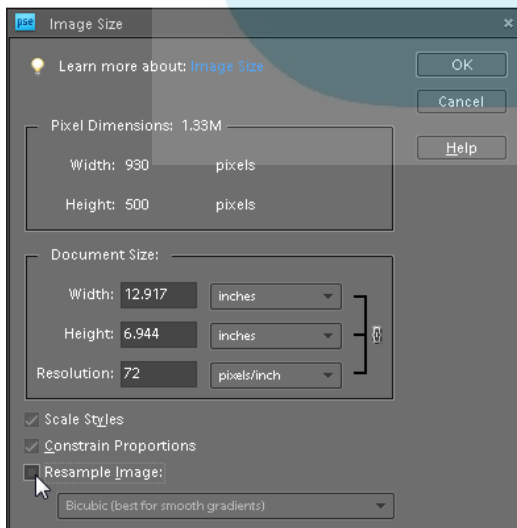 pse Image Size
Learn more about: Image Size
OK
Cancel
Help
Pixel Dimensions: 1.33M
Width: 930 pixels
Height: 500 pixels
Document Size:
Width: 12.917 inches
Height: 6.944 inches
Resolution: 72 pixels/inch
Scale Styles
Constrain Proportions
Resample Image:
Bicubic (best for smooth gradients)